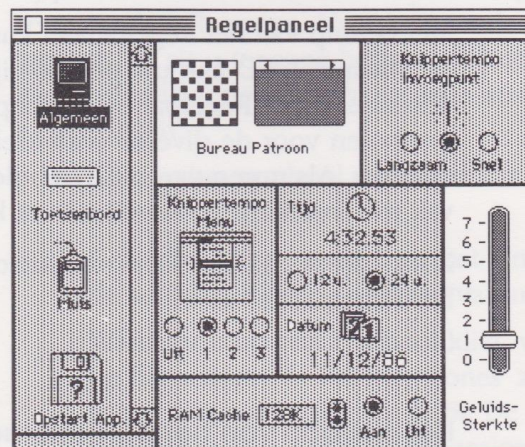 Regelpaneel
Algemeen
Toetsenbord
Muis
Opstart App.
Bureau Patroon
Knippertempo
Invoegpunt
Langzaam Snel
Knippertempo
Menu
Uit 1 2 3
Tijd
4:32:53
12 u. 24 u.
Datum
21
11/12/86
RAM Cache 128K Aan Uit
7
6
5
4
3
2
1
0
Geluids-
Sterkte
?